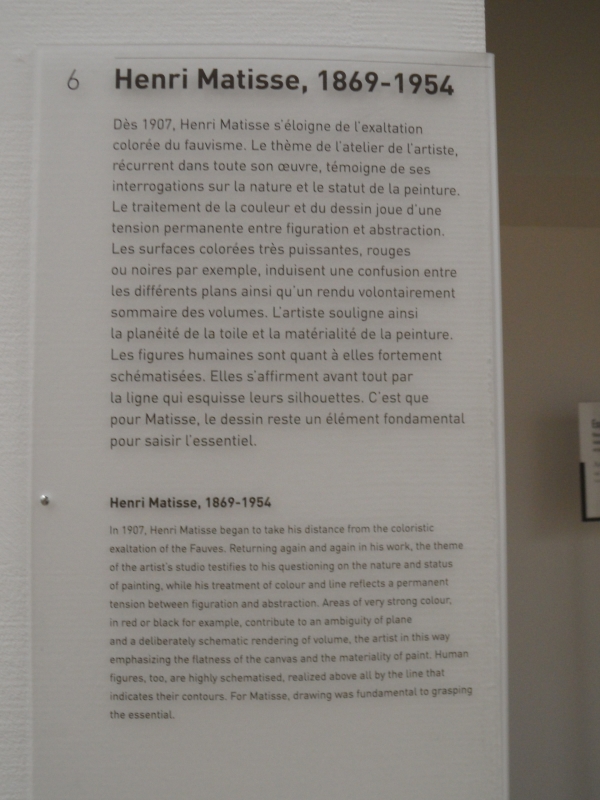 6 Henri Matisse, 1869-1954
Dès 1907, Henri Matisse s'éloigne de l'exaltation
colorée du fauvisme. Le thème de l'atelier de l'artiste,
récurrent dans toute son œuvre, témoigne de ses
interrogations sur la nature et le statut de la peinture.
Le traitement de la couleur et du dessin joue d'une
tension permanente entre figuration et abstraction.
Les surfaces colorées très puissantes, rouges
ou noires par exemple, induisent une confusion entre
les différents plans ainsi qu'un rendu volontairement
sommaire des volumes. L'artiste souligne ainsi
la planéité de la toile et la matérialité de la peinture.
Les figures humaines sont quant à elles fortement
schématisées. Elles s'affirment avant tout par
la ligne qui esquisse leurs silhouettes. C'est que
pour Matisse, le dessin reste un élément fondamental
pour saisir l'essentiel.
Henri Matisse, 1869-1954
In 1907, Henri Matisse began to take his distance from the coloristic
exaltation of the Fauves. Returning again and again in his work, the theme
of the artist's studio testifies to his questioning on the nature and status
of painting, while his treatment of colour and line reflects a permanent
tension between figuration and abstraction. Areas of very strong colour,
in red or black for example, contribute to an ambiguity of plane
and a deliberately schematic rendering of volume, the artist in this way
emphasizing the flatness of the canvas and the materiality of paint. Human
figures, too, are highly schematised, realized above all by the line that
indicates their contours. For Matisse, drawing was fundamental to grasping
the essential.